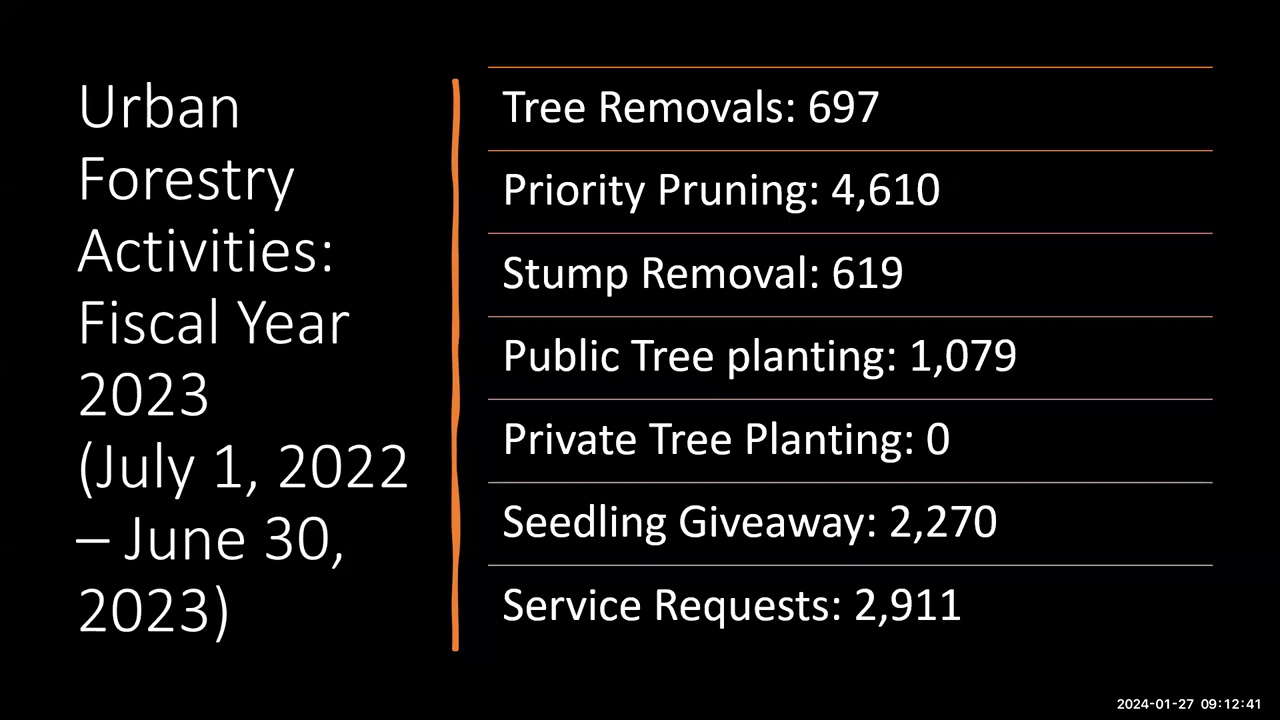 Urban
Forestry
Activities:
Fiscal Year
2023
(July 1, 2022
– June 30,
2023)
Tree Removals: 697
Priority Pruning: 4,610
Stump Removal: 619
Public Tree planting: 1,079
Private Tree Planting: 0
Seedling Giveaway: 2,270
Service Requests: 2,911
2024-01-27 09:12:41